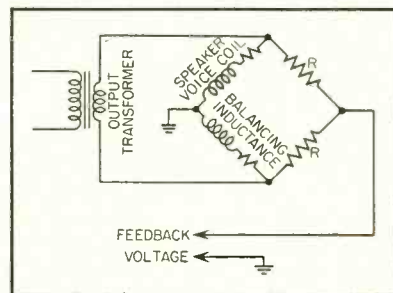 OUTPUT
TRANSFORMER
SPEAKER
VOICE COIL
R
BALANCING
INDUCTANCE
R
FEEDBACK
VOLTAGE